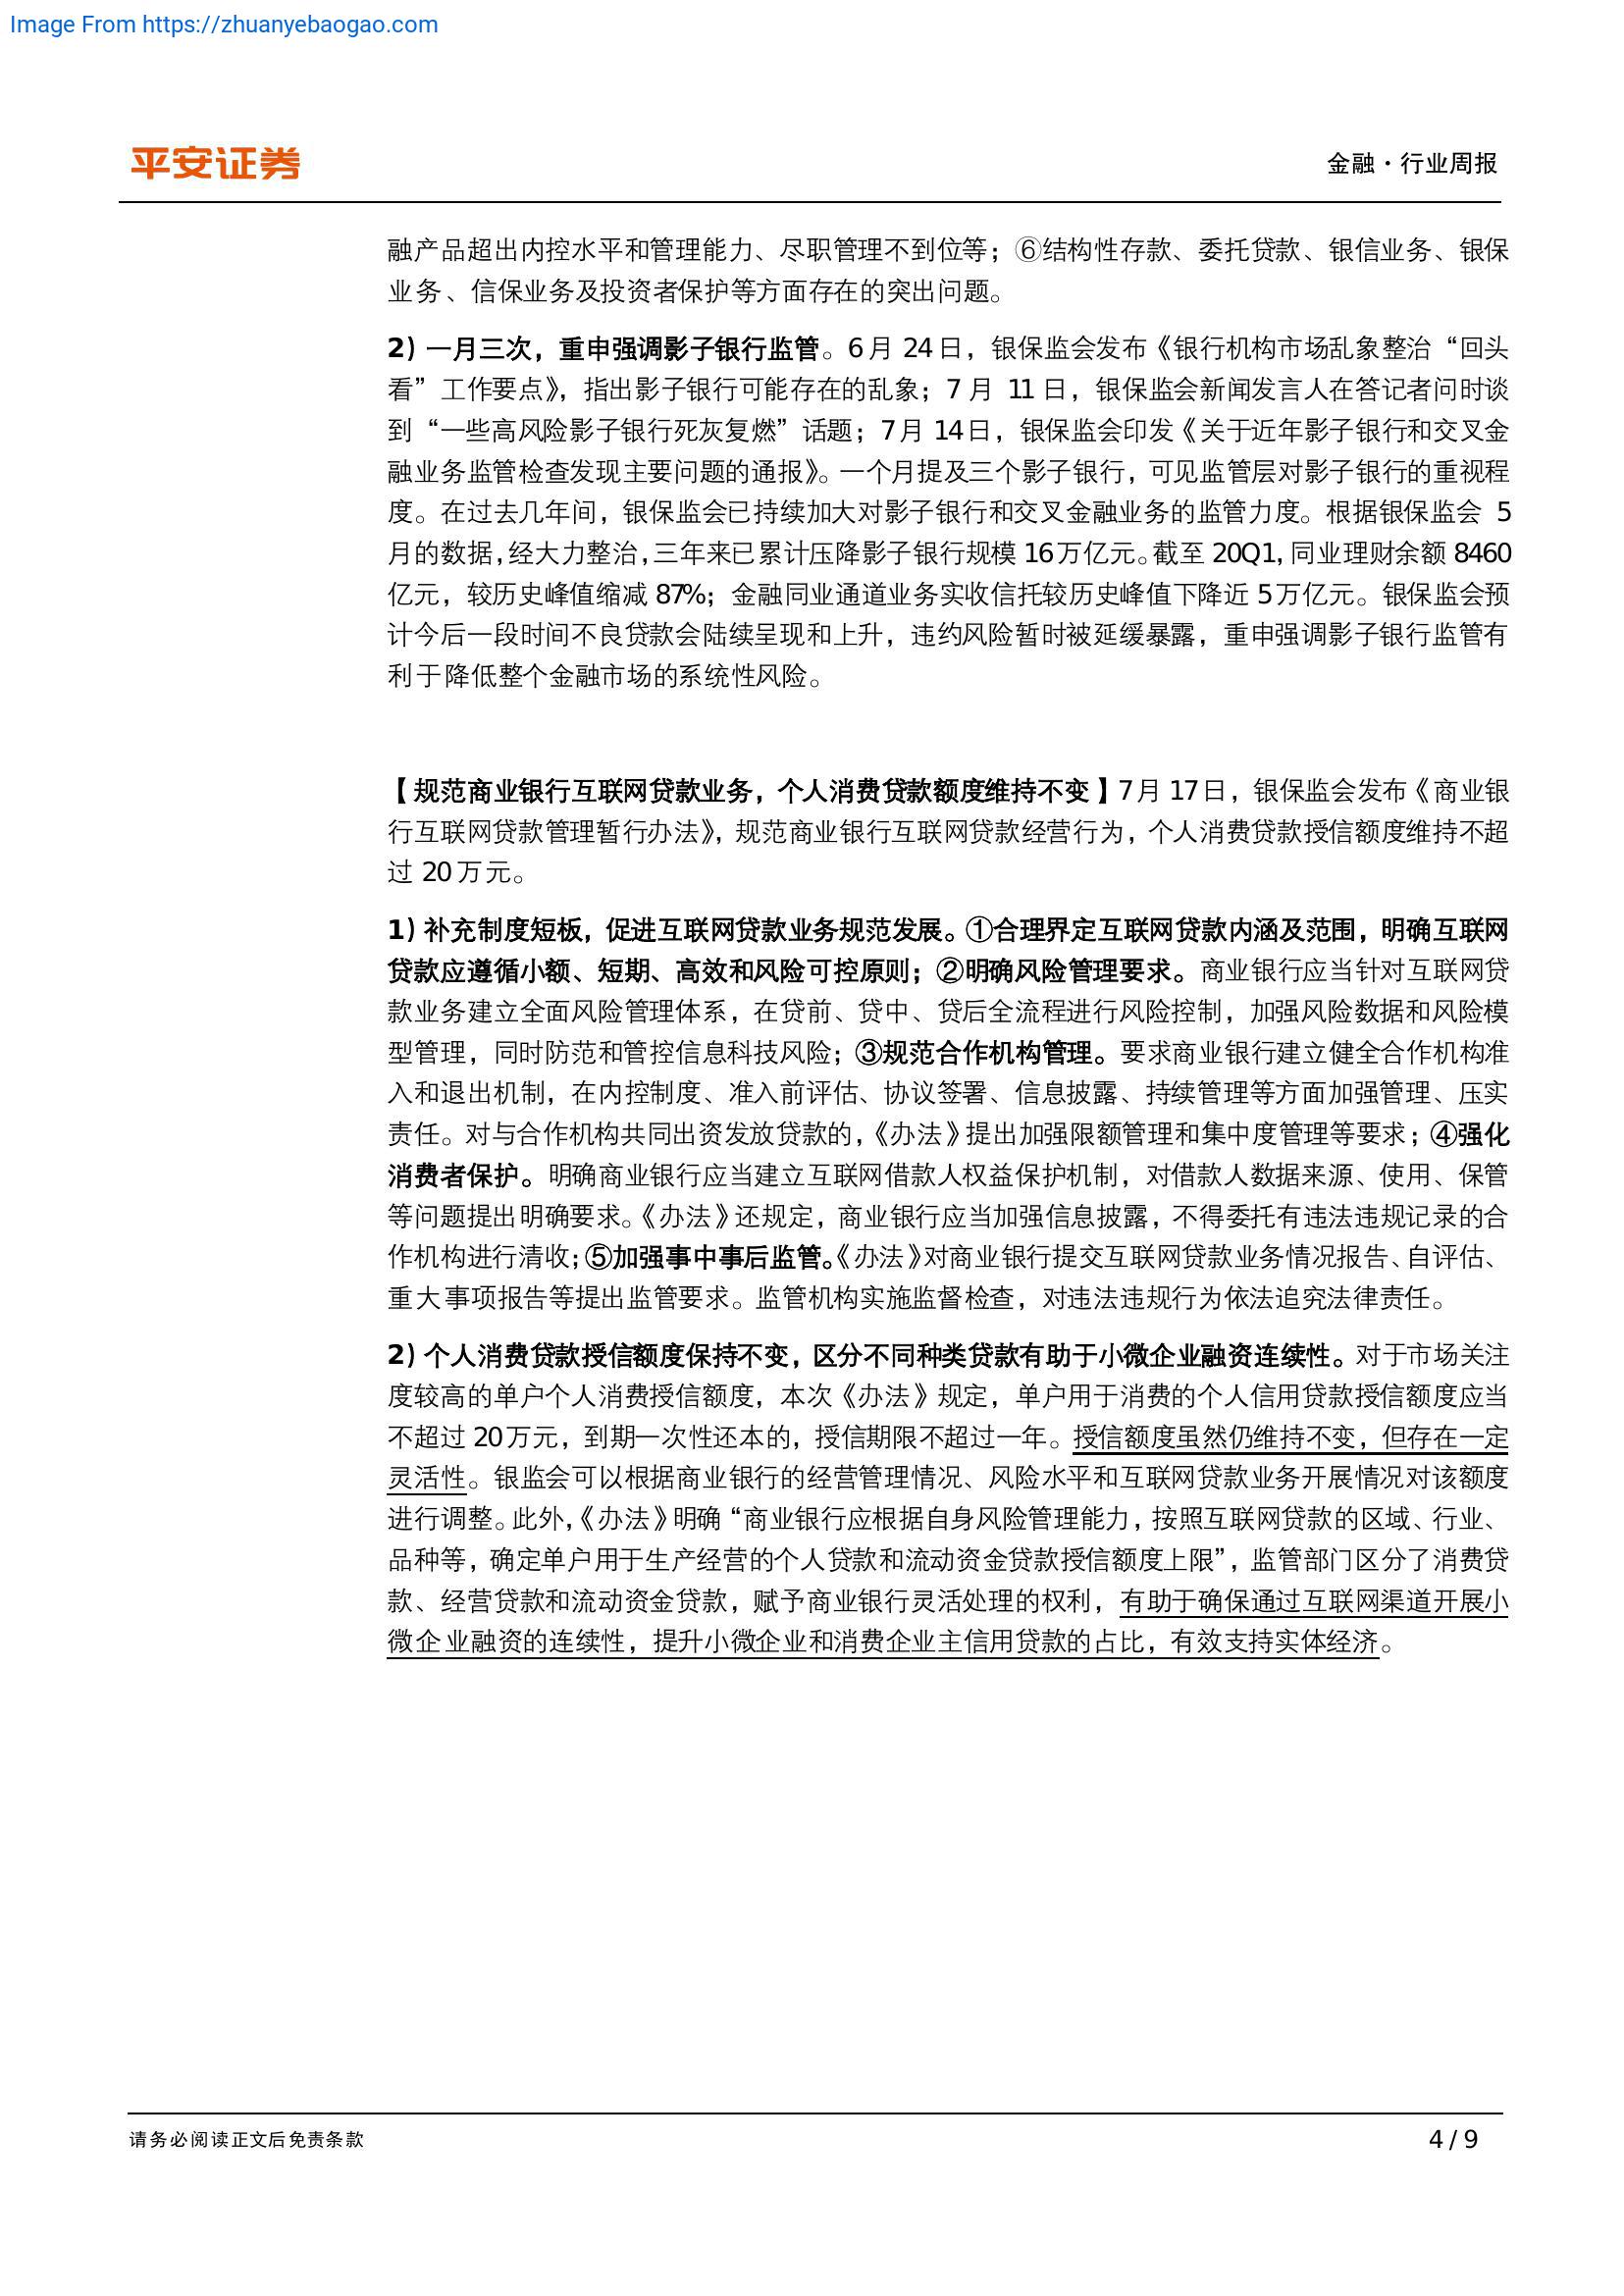 Image From https://zhuanyebaogao.com
平安证券
金融·行业周报
融产品超出内控水平和管理能力、尽职管理不到位等；⑥结构性存款、委托贷款、银信业务、银保
业务、信保业务及投资者保护等方面存在的突出问题。
2）一月三次，重申强调影子银行监管。6月 24日，银保监会发布《银行机构市场乱象整治“回头
看”工作要点》，指出影子银行可能存在的乱象；7 月 11 日，银保监会新闻发言人在答记者问时谈
到“一些高风险影子银行死灰复燃”话题；7月 14日，银保监会印发《关于近年影子银行和交叉金
融业务监管检查发现主要问题的通报》。一个月提及三个影子银行，可见监管层对影子银行的重视程
度。在过去几年间，银保监会已持续加大对影子银行和交叉金融业务的监管力度。根据银保监会 5
月的数据，经大力整治，三年来已累计压降影子银行规模 16万亿元。截至 20Q1，同业理财余额 8460
亿元，较历史峰值缩减 87%；金融同业通道业务实收信托较历史峰值下降近 5万亿元。银保监会预
计今后一段时间不良贷款会陆续呈现和上升，违约风险暂时被延缓暴露，重申强调影子银行监管有
利于降低整个金融市场的系统性风险。
【规范商业银行互联网贷款业务，个人消费贷款额度维持不变】7月 17日，银保监会发布《商业银
行互联网贷款管理暂行办法》，规范商业银行互联网贷款经营行为，个人消费贷款授信额度维持不超
过 20万元。
1）补充制度短板，促进互联网贷款业务规范发展。①合理界定互联网贷款内涵及范围，明确互联网
贷款应遵循小额、短期、高效和风险可控原则；②明确风险管理要求。商业银行应当针对互联网贷
款业务建立全面风险管理体系，在贷前、贷中、贷后全流程进行风险控制，加强风险数据和风险模
型管理，同时防范和管控信息科技风险；③规范合作机构管理。要求商业银行建立健全合作机构准
入和退出机制，在内控制度、准入前评估、协议签署、信息披露、持续管理等方面加强管理、压实
责任。对与合作机构共同出资发放贷款的，《办法》提出加强限额管理和集中度管理等要求；④强化
消费者保护。明确商业银行应当建立互联网借款人权益保护机制，对借款人数据来源、使用、保管
等问题提出明确要求。《办法》还规定，商业银行应当加强信息披露，不得委托有违法违规记录的合
作机构进行清收；⑤加强事中事后监管。《办法》对商业银行提交互联网贷款业务情况报告、自评估、
重大事项报告等提出监管要求。监管机构实施监督检查，对违法违规行为依法追究法律责任。
2）个人消费贷款授信额度保持不变，区分不同种类贷款有助于小微企业融资连续性。对于市场关注
度较高的单户个人消费授信额度，本次《办法》规定，单户用于消费的个人信用贷款授信额度应当
不超过 20万元，到期一次性还本的，授信期限不超过一年。授信额度虽然仍维持不变，但存在一定
灵活性。银监会可以根据商业银行的经营管理情况、风险水平和互联网贷款业务开展情况对该额度
进行调整。此外，《办法》明确“商业银行应根据自身风险管理能力，按照互联网贷款的区域、行业、
品种等，确定单户用于生产经营的个人贷款和流动资金贷款授信额度上限”，监管部门区分了消费贷
款、经营贷款和流动资金贷款，赋予商业银行灵活处理的权利，有助于确保通过互联网渠道开展小
微企业融资的连续性，提升小微企业和消费企业主信用贷款的占比，有效支持实体经济。
请务必阅读正文后免责条款
4 / 9